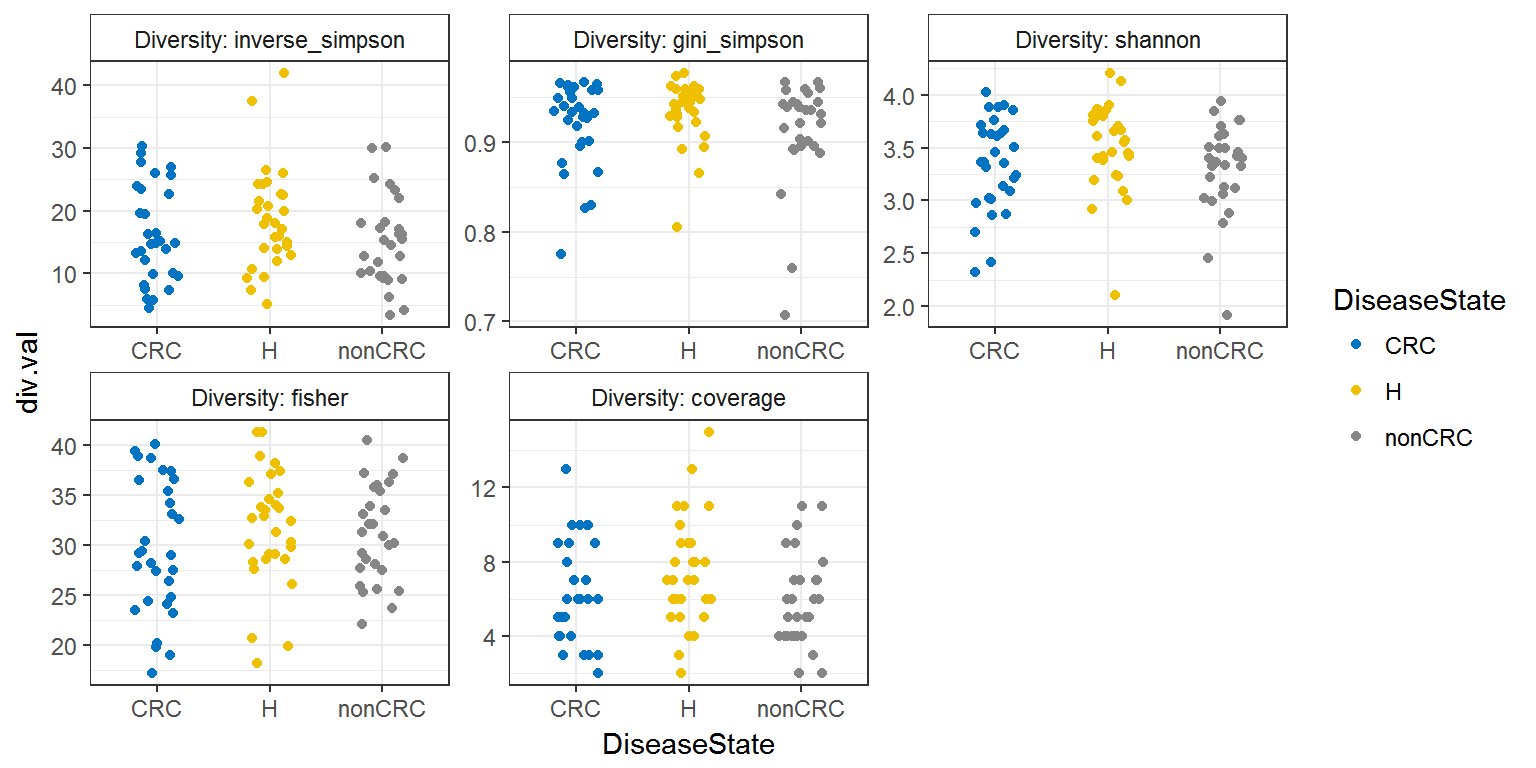 Diversity: inverse_simpson
Diversity: gini_simpson
Diversity: shannon
40
30
20
10
0.9
0.8
0.7
4.0
3.5
3.0
2.5
2.0
CRC H nonCRC
CRC H nonCRC
CRC H nonCRC
div.val
Diversity: fisher
Diversity: coverage
40
35
30
25
20
12
8
4
CRC H nonCRC
CRC H nonCRC
DiseaseState
DiseaseState
CRC
H
nonCRC